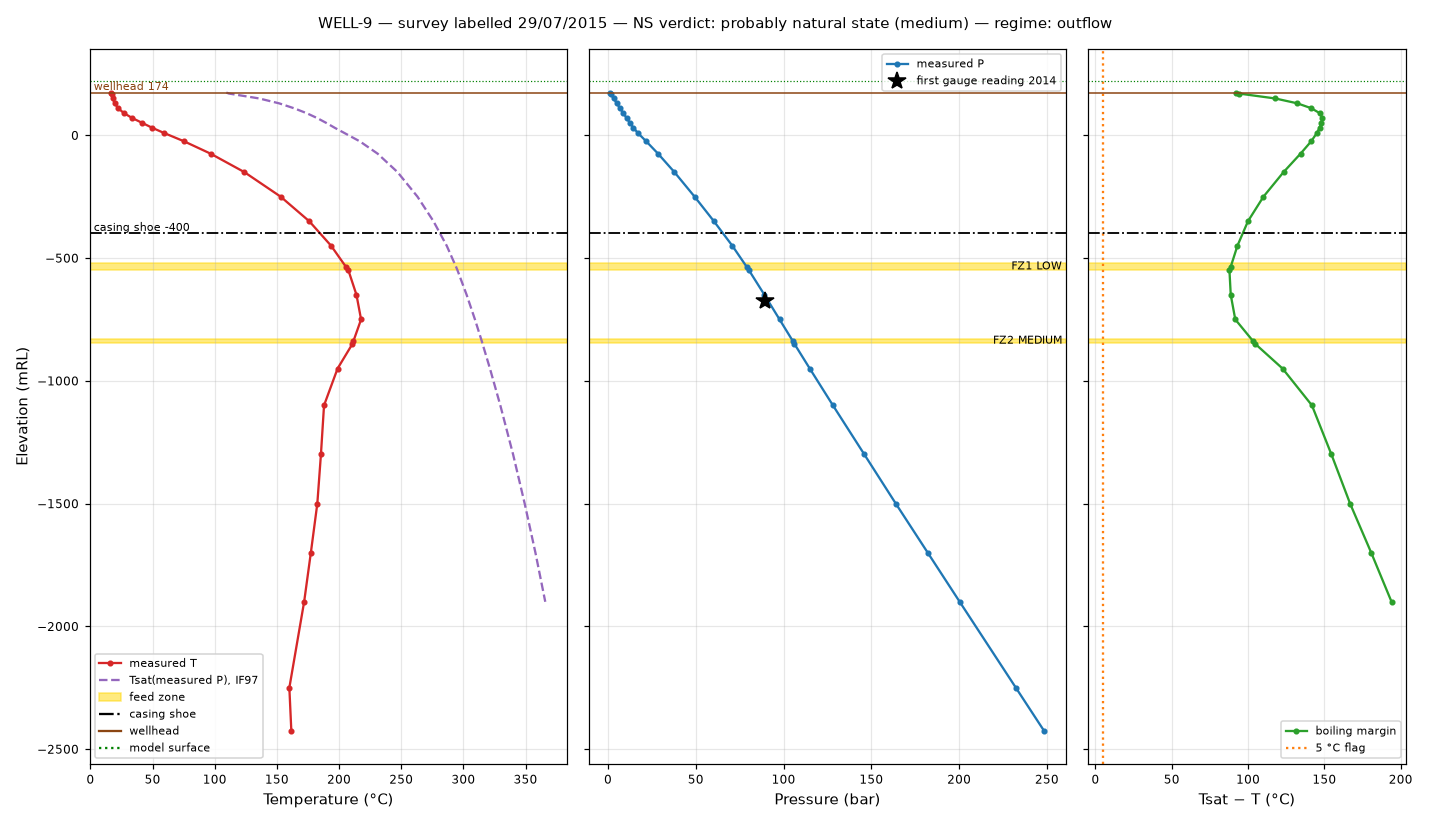 WELL-9 — survey labelled 29/07/2015 — NS verdict: probably natural state (medium) — regime: outflow
wellhead 174
casing shoe -400
Elevation (mRL)
0
−500
−1000
−1500
−2000
−2500
measured T
Tsat(measured P), IF97
feed zone
casing shoe
wellhead
model surface
0
50
100
150
200
250
300
350
Temperature (°C)
measured P
first gauge reading 2014
FZ1 LOW
FZ2 MEDIUM
0
50
100
150
200
250
Pressure (bar)
boiling margin
5 °C flag
0
50
100
150
200
Tsat − T (°C)